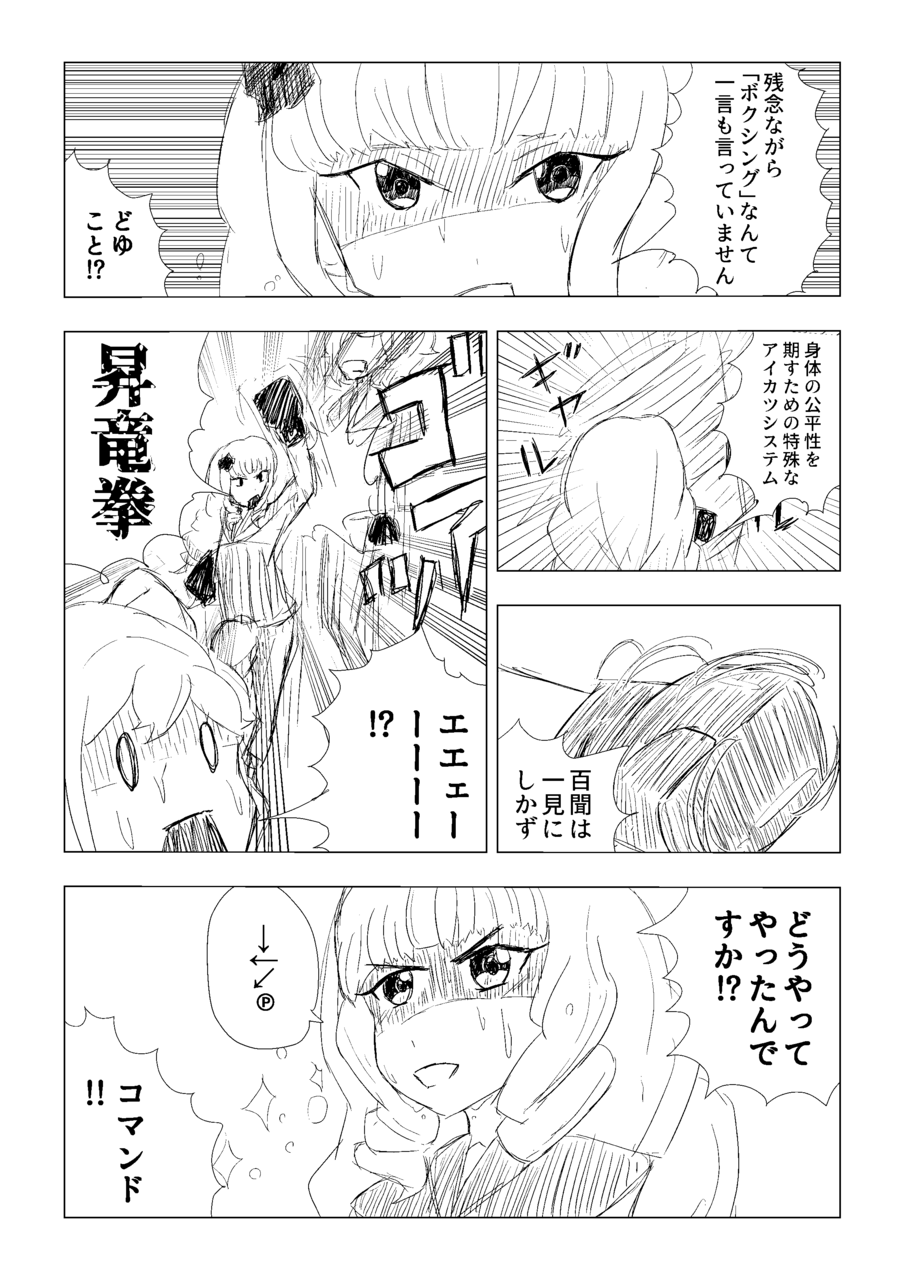 残念ながら
「ボクシング」なんて
一言も言っていません
どゆ
こと!?
身体の公平性を
期すための特殊な
アイカツシステム
キャ
百聞は
一見に
しかず
昇竜拳
エエェー
ーーーー
!?
どうやって
やったんで
すか!?
↓
←
↙
Ⓟ
コマンド
!!